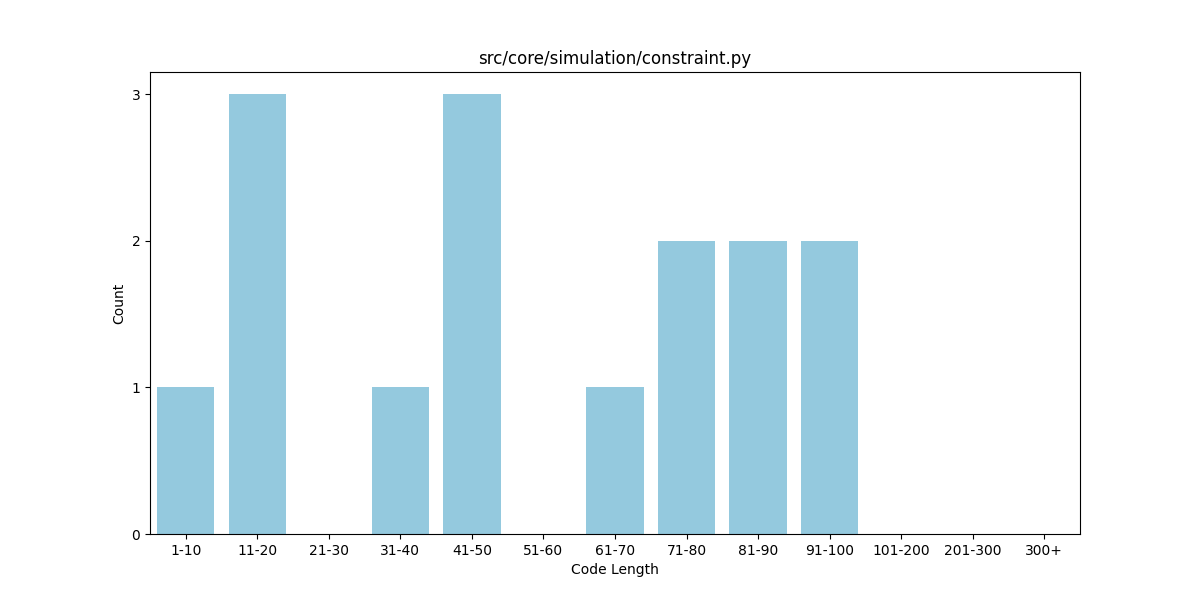 src/core/simulation/constraint.py
3
2
1
0
Count
1-10 11-20 21-30 31-40 41-50 51-60 61-70 71-80 81-90 91-100 101-200 201-300 300+
Code Length